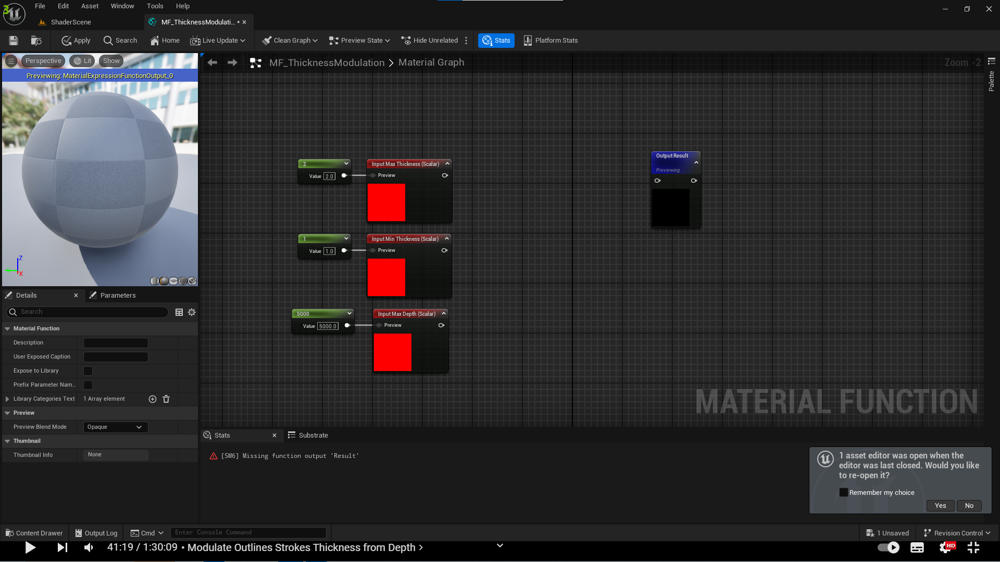 3
File Edit Asset Window Tools Help
ShaderScene
MF_ThicknessModulati... •
Apply Search Home Live Update Clean Graph Preview State Hide Unrelated Stats Platform Stats
Perspective Lit Show
Previewing: MaterialExpressionFunctionOutput_0
MF_ThicknessModulation > Material Graph
Zoom -2
Palette
2
Value 2.0
Input Max Thickness (Scalar)
Preview
Output Result
Previewing
1
Value 1.0
Input Min Thickness (Scalar)
Preview
5000
Value 5000.0
Input Max Depth (Scalar)
Preview
MATERIAL FUNCTION
Z
Y
X
Details
Parameters
Search
Material Function
Description
User Exposed Caption
Expose to Library
Prefix Parameter Nam...
Library Categories Text 1 Array element
Preview
Preview Blend Mode Opaque
Thumbnail
Thumbnail Info None
Stats
Substrate
[SM6] Missing function output 'Result'
1 asset editor was open when the
editor was last closed. Would you like
to re-open it?
Remember my choice
Yes No
Content Drawer Output Log Cmd Enter Console Command
1 Unsaved Revision Control
41:19 / 1:30:09 • Modulate Outlines Strokes Thickness from Depth >
HD